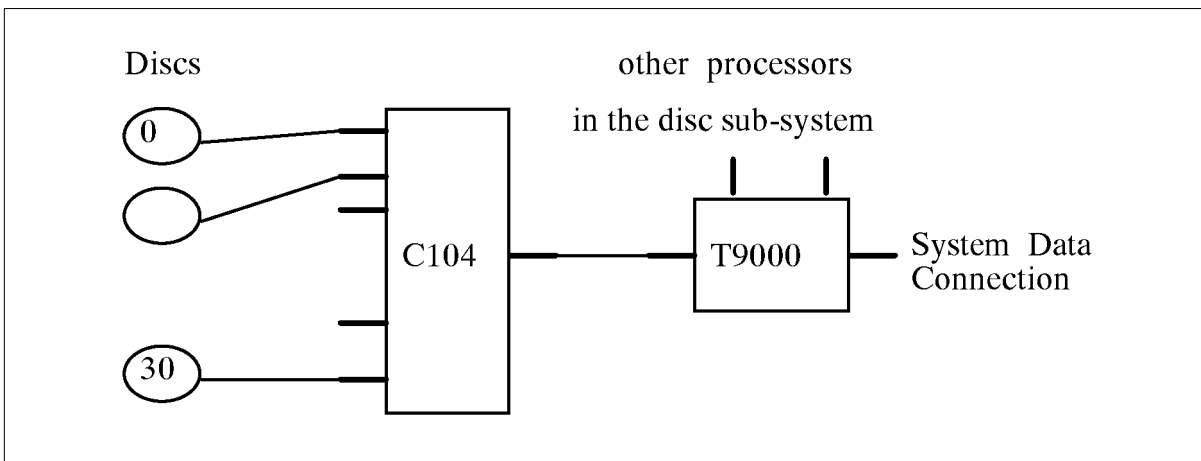 Discs
other processors
in the disc sub-system
0
C104
T9000
System Data
Connection
30